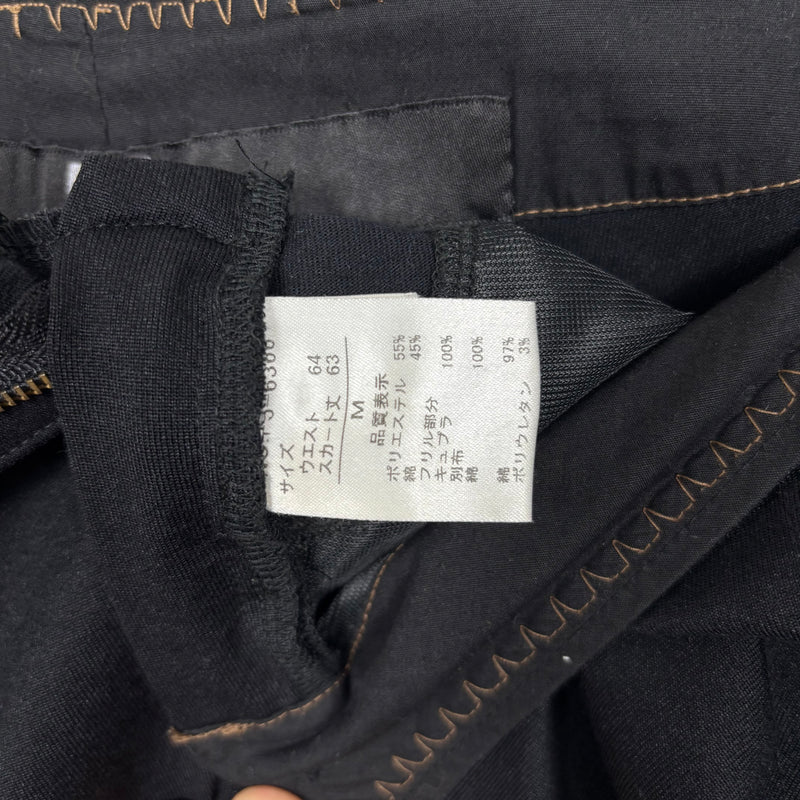 サイズ
ウエスト 64
スカート丈 63
M
品質表示
ポリエステル 55%
綿 45%
フリル部分
キュプラ 100%
別布
綿 100%
綿 97%
ポリウレタン 3%